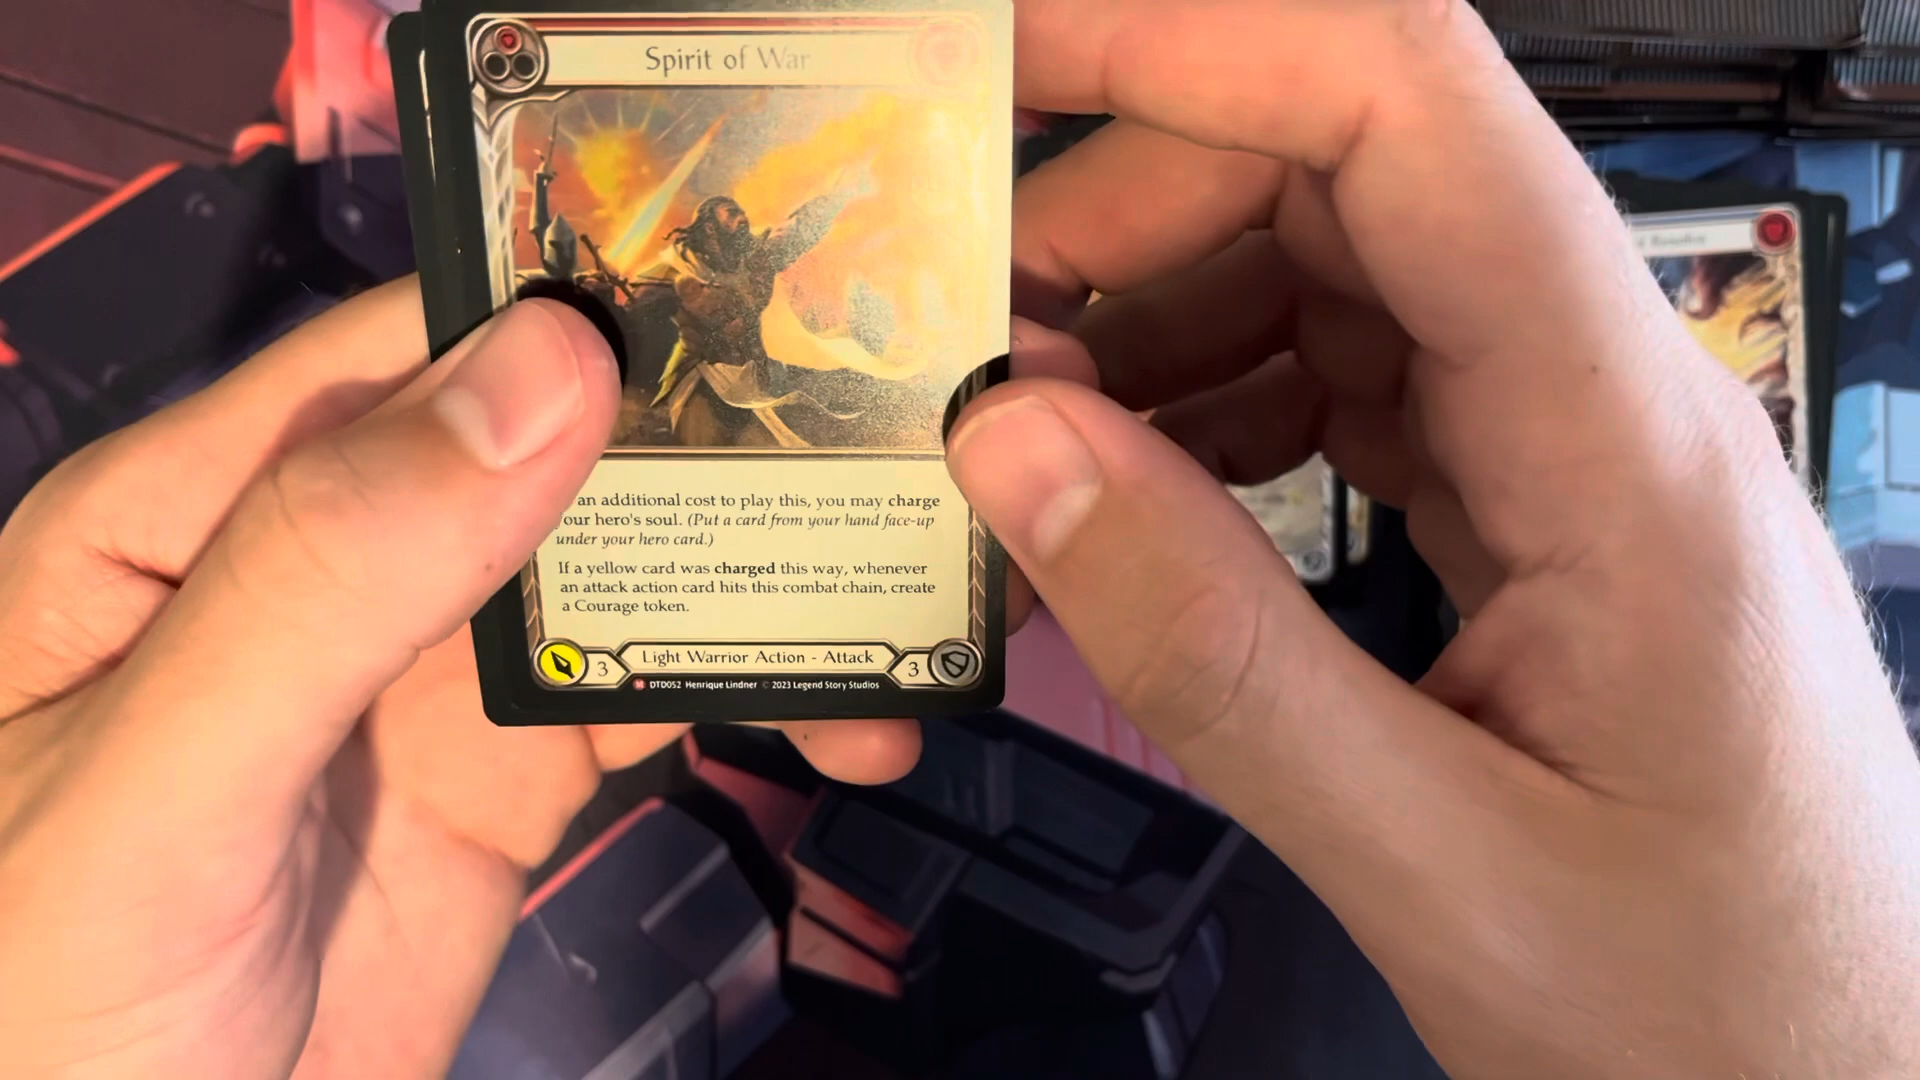 Spirit of War
an additional cost to play this, you may charge
your hero's soul. (Put a card from your hand face-up
under your hero card.)
If a yellow card was charged this way, whenever
an attack action card hits this combat chain, create
a Courage token.
3 Light Warrior Action - Attack 3
M DTD052 Henrique Lindner © 2023 Legend Story Studios